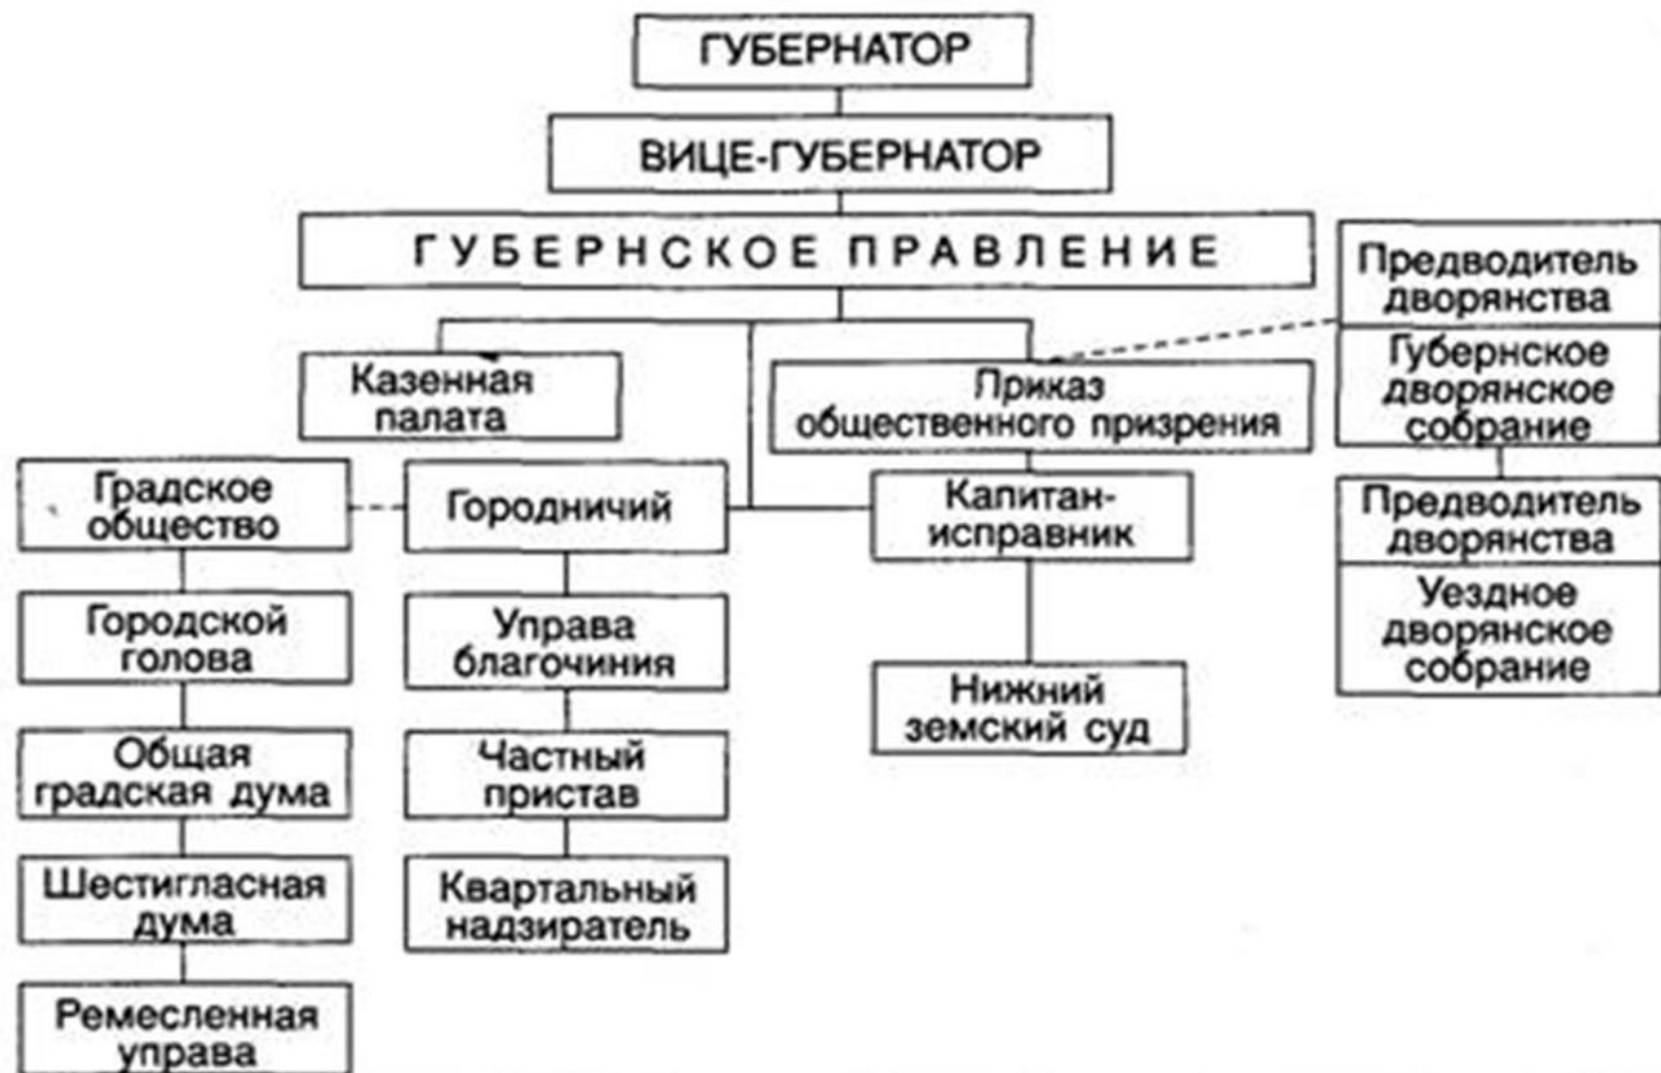 ГУБЕРНАТОР
ВИЦЕ-ГУБЕРНАТОР
ГУБЕРНСКОЕ ПРАВЛЕНИЕ
Предводитель
дворянства
Губернское
дворянское
собрание
Казенная
палата
Приказ
общественного призрения
Градское
общество
Городничий
Капитан-
исправник
Предводитель
дворянства
Уездное
дворянское
собрание
Городской
голова
Управа
благочиния
Нижний
земский суд
Общая
градская дума
Частный
пристав
Шестигласная
дума
Квартальный
надзиратель
Ремесленная
управа